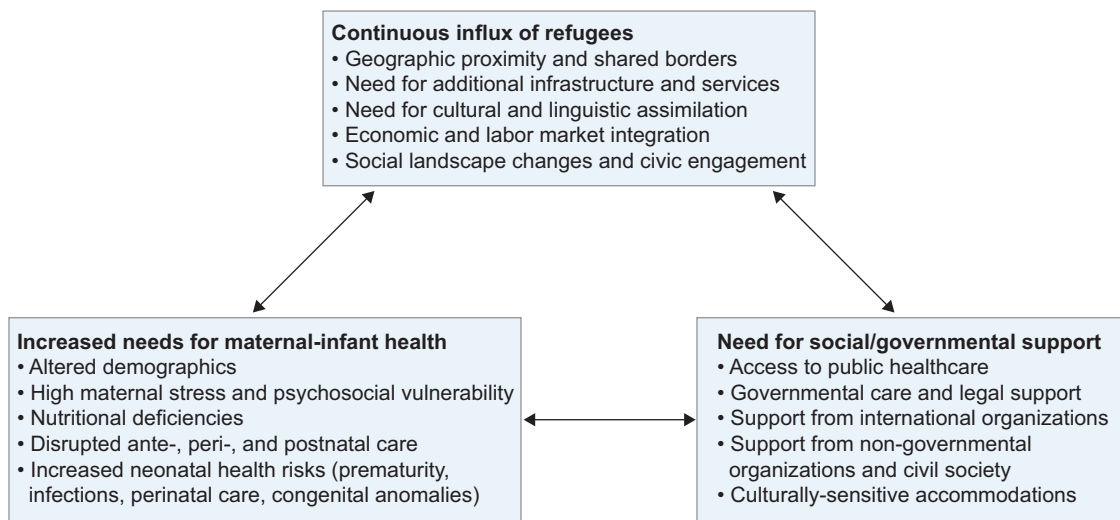 Continuous influx of refugees
• Geographic proximity and shared borders
• Need for additional infrastructure and services
• Need for cultural and linguistic assimilation
• Economic and labor market integration
• Social landscape changes and civic engagement
Increased needs for maternal-infant health
• Altered demographics
• High maternal stress and psychosocial vulnerability
• Nutritional deficiencies
• Disrupted ante-, peri-, and postnatal care
• Increased neonatal health risks (prematurity,
infections, perinatal care, congenital anomalies)
Need for social/governmental support
• Access to public healthcare
• Governmental care and legal support
• Support from international organizations
• Support from non-governmental
organizations and civil society
• Culturally-sensitive accommodations